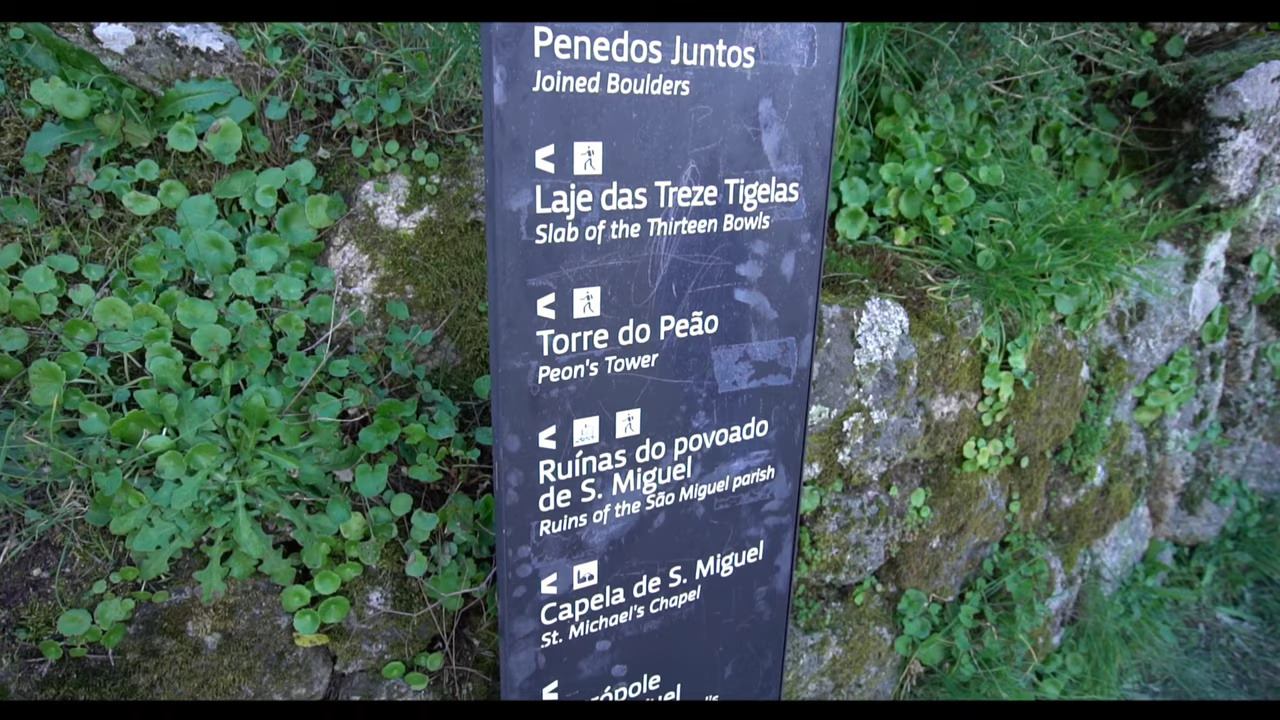 Penedos Juntos
Joined Boulders
<
Laje das Treze Tigelas
Slab of the Thirteen Bowls
<
Torre do Peão
Peon's Tower
<
Ruínas do povoado
de S. Miguel
Ruins of the São Miguel parish
<
Capela de S. Miguel
St. Michael's Chapel
<